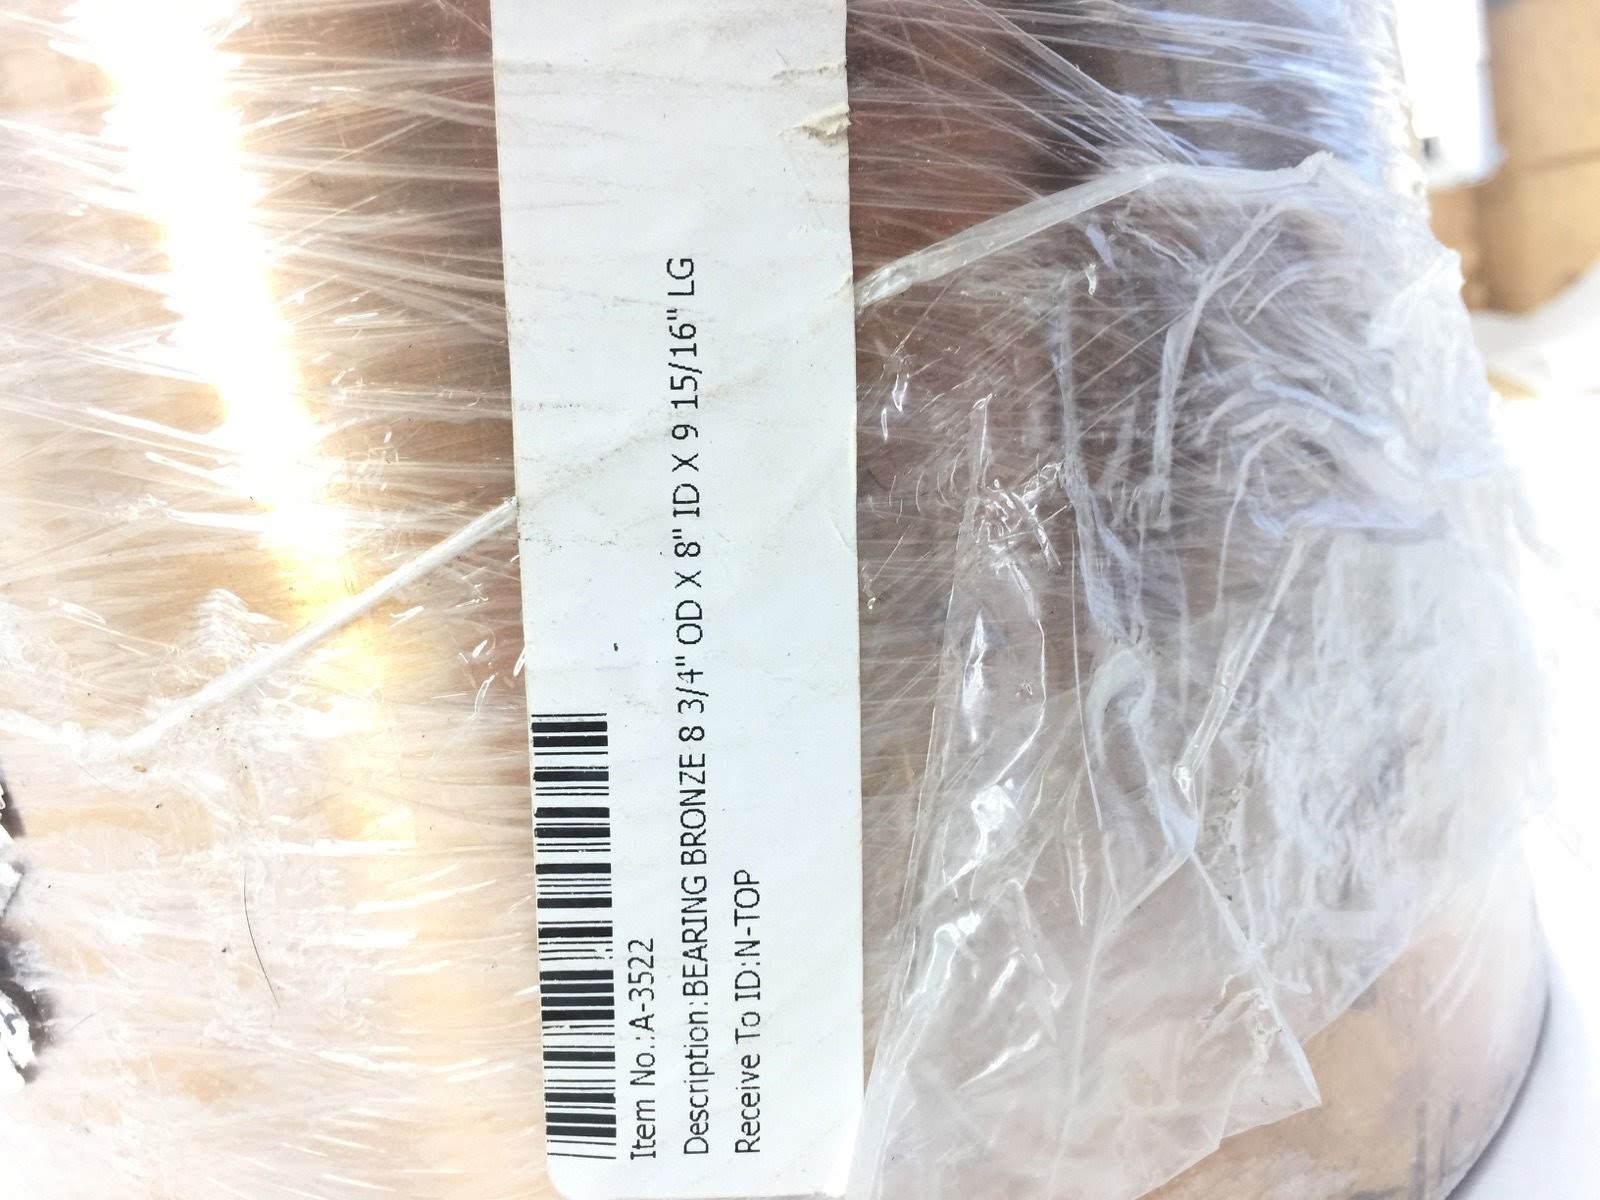 Item No.:A-3522
Description:BEARING BRONZE 8 3/4" OD X 8" ID X 9 15/16" LG
Receive To ID:N-TOP